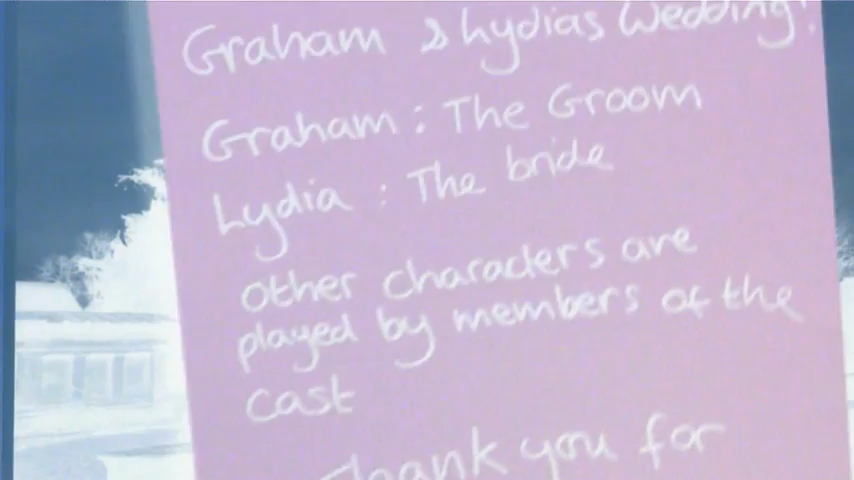 Graham & Lydias Wedding!
Graham : The Groom
Lydia : The bride
other characters are
played by members of the
cast
Thank you for